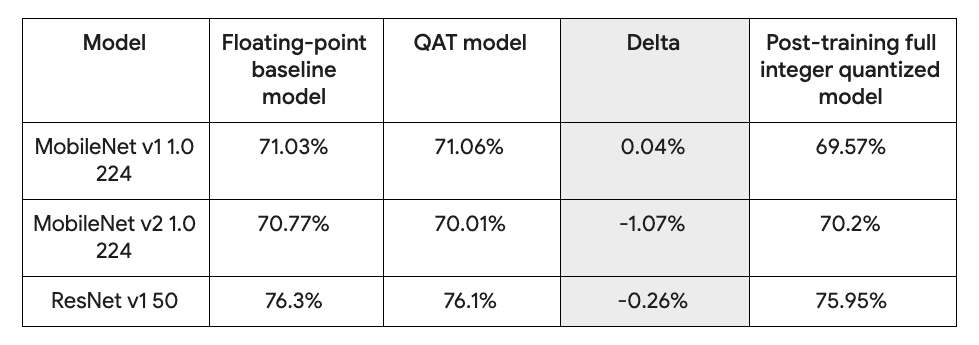 Model
Floating-point
baseline
model
QAT model
Delta
Post-training full
integer quantized
model
MobileNet v1 1.0
224
71.03%
71.06%
0.04%
69.57%
MobileNet v2 1.0
224
70.77%
70.01%
-1.07%
70.2%
ResNet v1 50
76.3%
76.1%
-0.26%
75.95%